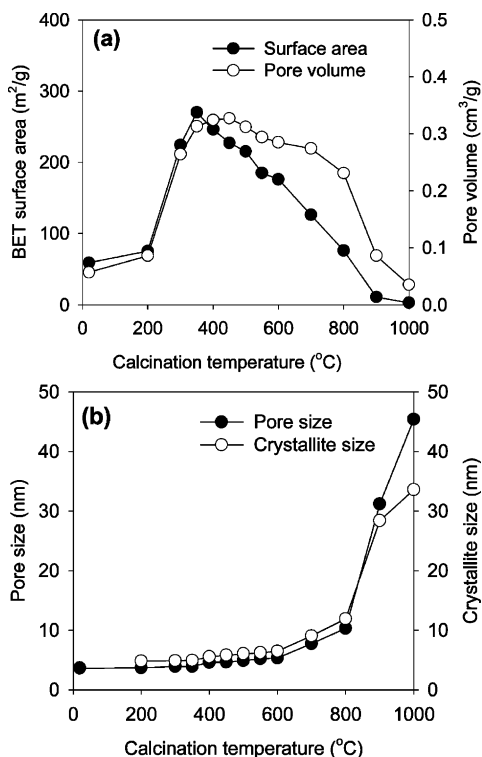 (a)
Surface area
Pore volume
BET surface area (m²/g)
400
300
200
100
0
Pore volume (cm³/g)
0.5
0.4
0.3
0.2
0.1
0.0
0 200 400 600 800 1000
Calcination temperature (°C)
(b)
Pore size
Crystallite size
Pore size (nm)
50
40
30
20
10
0
Crystallite size (nm)
50
40
30
20
10
0
0 200 400 600 800 1000
Calcination temperature (°C)